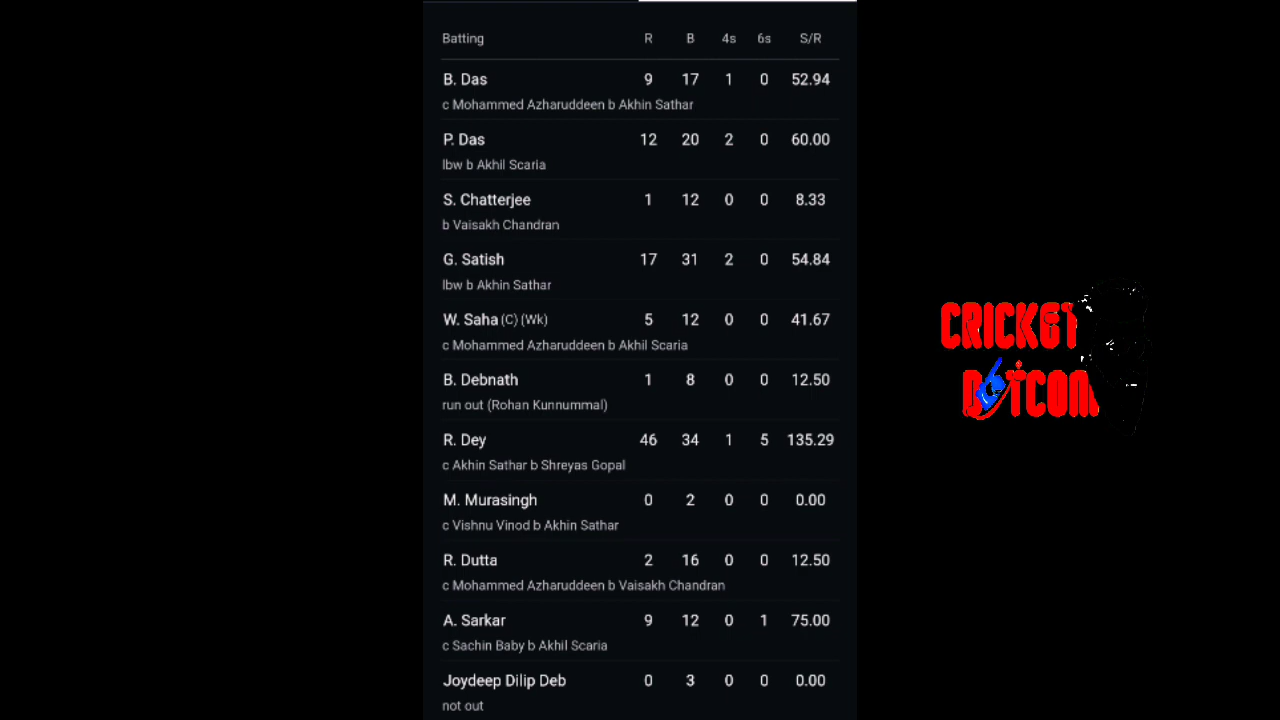 Batting R B 4s 6s S/R
B. Das 9 17 1 0 52.94
c Mohammed Azharuddeen b Akhin Sathar
P. Das 12 20 2 0 60.00
lbw b Akhil Scaria
S. Chatterjee 1 12 0 0 8.33
b Vaisakh Chandran
G. Satish 17 31 2 0 54.84
lbw b Akhin Sathar
W. Saha (C) (Wk) 5 12 0 0 41.67
c Mohammed Azharuddeen b Akhil Scaria
B. Debnath 1 8 0 0 12.50
run out (Rohan Kunnummal)
R. Dey 46 34 1 5 135.29
c Akhin Sathar b Shreyas Gopal
M. Murasingh 0 2 0 0 0.00
c Vishnu Vinod b Akhin Sathar
R. Dutta 2 16 0 0 12.50
c Mohammed Azharuddeen b Vaisakh Chandran
A. Sarkar 9 12 0 1 75.00
c Sachin Baby b Akhil Scaria
Joydeep Dilip Deb 0 3 0 0 0.00
not out
CRICKET
DOTCOM